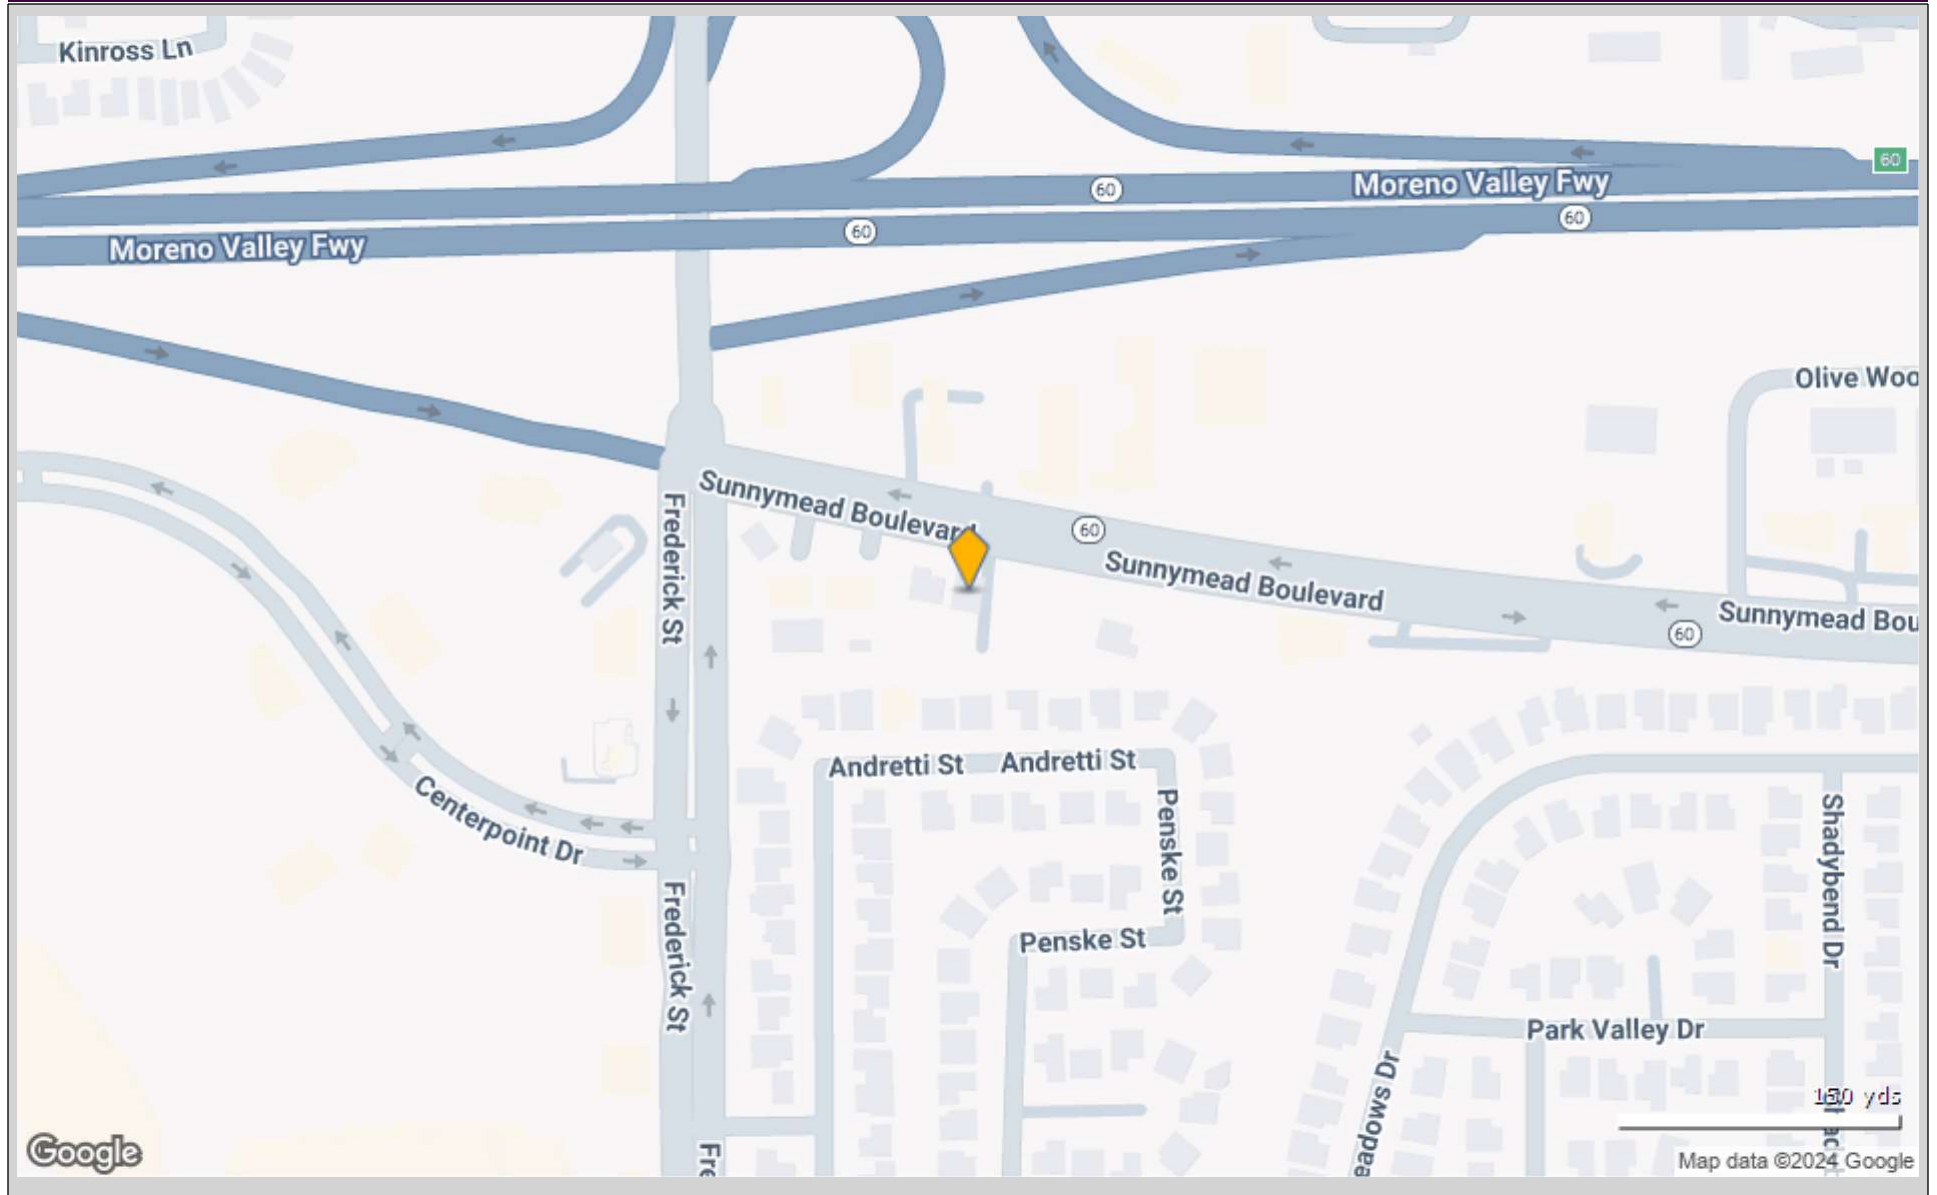 Kinross Ln
60
60
Moreno Valley Fwy
60
60
Moreno Valley Fwy
Olive Woo
Sunnymead Boulevard
Frederick St
60
Sunnymead Boulevard
Sunnymead Bou
60
Andretti St
Andretti St
Centerpoint Dr
Penske St
Shadybend Dr
Frederick St
Penske St
Park Valley Dr
eadows Dr
150 yds
Fre
Google
Map data ©2024 Google